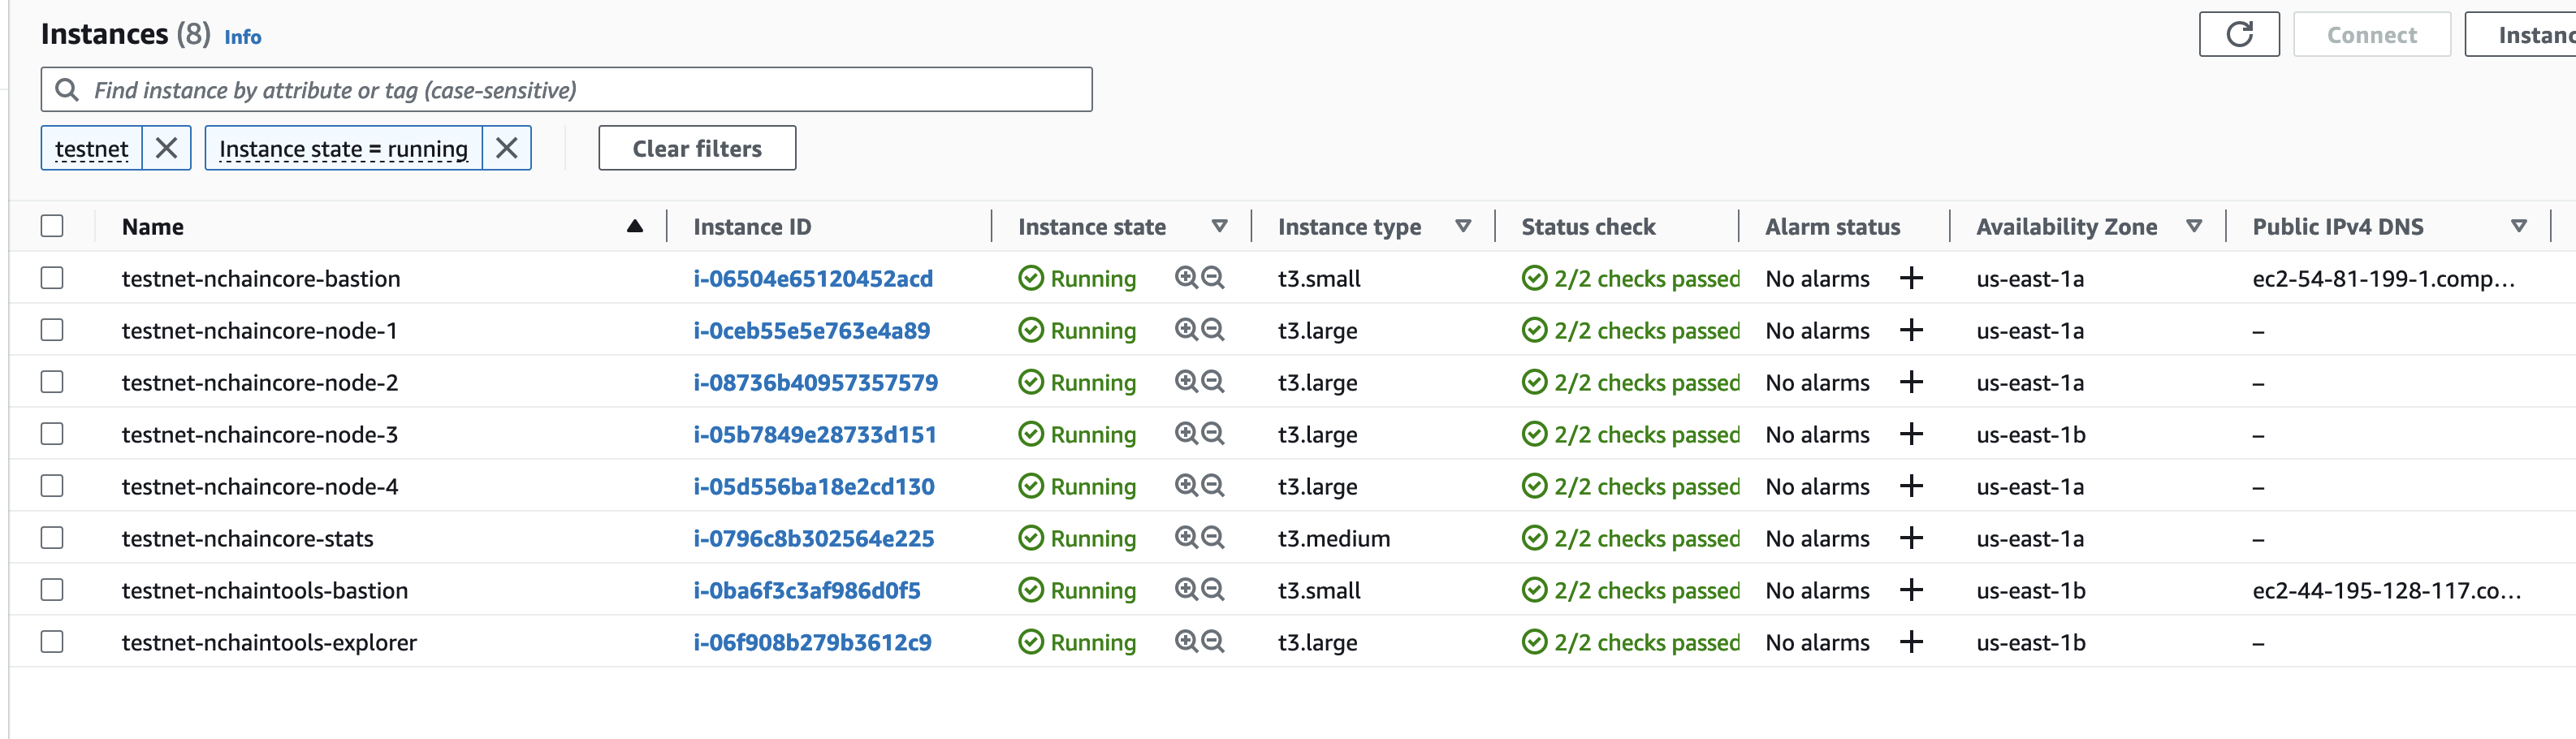 Instances (8) Info
Connect
Instanc
Find instance by attribute or tag (case-sensitive)
testnet
Instance state = running
Clear filters
Name Instance ID Instance state Instance type Status check Alarm status Availability Zone Public IPv4 DNS
testnet-nchaincore-bastion i-06504e65120452acd Running t3.small 2/2 checks passed No alarms + us-east-1a ec2-54-81-199-1.comp...
testnet-nchaincore-node-1 i-0ceb55e5e763e4a89 Running t3.large 2/2 checks passed No alarms + us-east-1a –
testnet-nchaincore-node-2 i-08736b40957357579 Running t3.large 2/2 checks passed No alarms + us-east-1a –
testnet-nchaincore-node-3 i-05b7849e28733d151 Running t3.large 2/2 checks passed No alarms + us-east-1b –
testnet-nchaincore-node-4 i-05d556ba18e2cd130 Running t3.large 2/2 checks passed No alarms + us-east-1a –
testnet-nchaincore-stats i-0796c8b302564e225 Running t3.medium 2/2 checks passed No alarms + us-east-1a –
testnet-nchaintools-bastion i-0ba6f3c3af986d0f5 Running t3.small 2/2 checks passed No alarms + us-east-1b ec2-44-195-128-117.co...
testnet-nchaintools-explorer i-06f908b279b3612c9 Running t3.large 2/2 checks passed No alarms + us-east-1b –